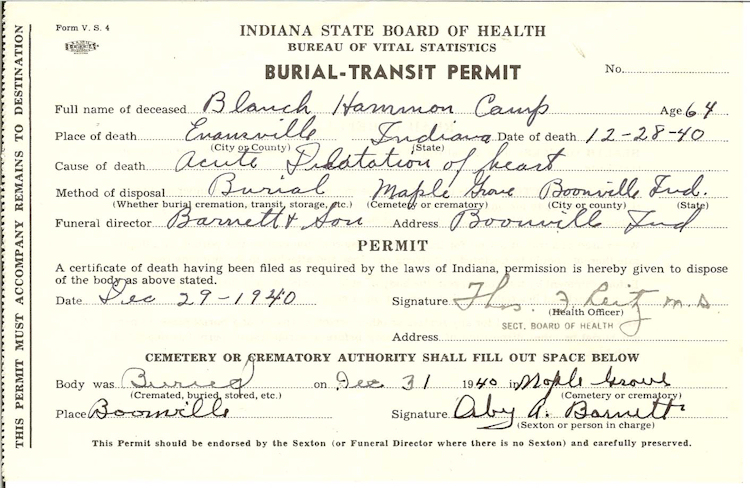 Form V. S. 4
INDIANA STATE BOARD OF HEALTH
BUREAU OF VITAL STATISTICS
BURIAL-TRANSIT PERMIT
No.
Full name of deceased Blanch Hammon Camp Age 64
Place of death Evansville Indiana Date of death 12-28-40
(City or County) (State)
Cause of death Acute Dilatation of heart
Method of disposal Burial Maple Grove Boonville Ind.
(Whether burial cremation, transit, storage, etc.) (Cemetery or crematory) (City or county) (State)
Funeral director Barnett & Son Address Boonville Ind
PERMIT
A certificate of death having been filed as required by the laws of Indiana, permission is hereby given to dispose
of the body as above stated.
Date Dec 29-1940 Signature Thos. F Reitz M.D.
(Health Officer)
SECT. BOARD OF HEALTH
Address
CEMETERY OR CREMATORY AUTHORITY SHALL FILL OUT SPACE BELOW
Body was Buried on Dec 31 1940 in Maple Grove
(Cremated, buried, stored, etc.) (Cemetery or crematory)
Place Boonville Signature A. Barnett
(Sexton or person in charge)
This Permit should be endorsed by the Sexton (or Funeral Director where there is no Sexton) and carefully preserved.
THIS PERMIT MUST ACCOMPANY REMAINS TO DESTINATION